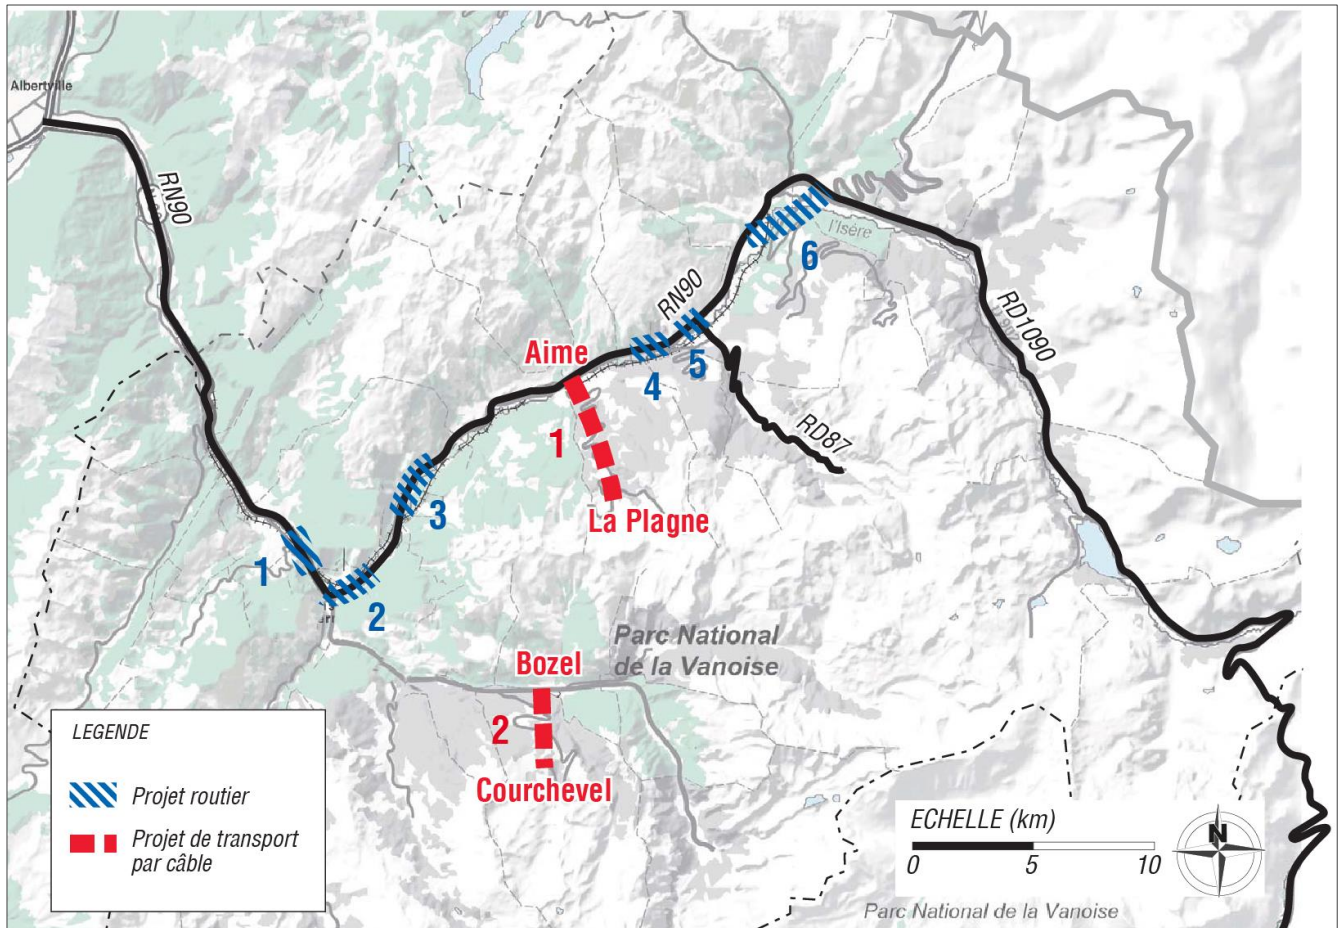 Albertville
RN90
l'Isère
6
RN90
RD1090
Aime
4
5
1
RD87
3
La Plagne
1
2
Parc National
de la Vanoise
Bozel
2
Courchevel
LEGENDE
Projet routier
Projet de transport
par câble
ECHELLE (km)
0 5 10
N
Parc National de la Vanoise